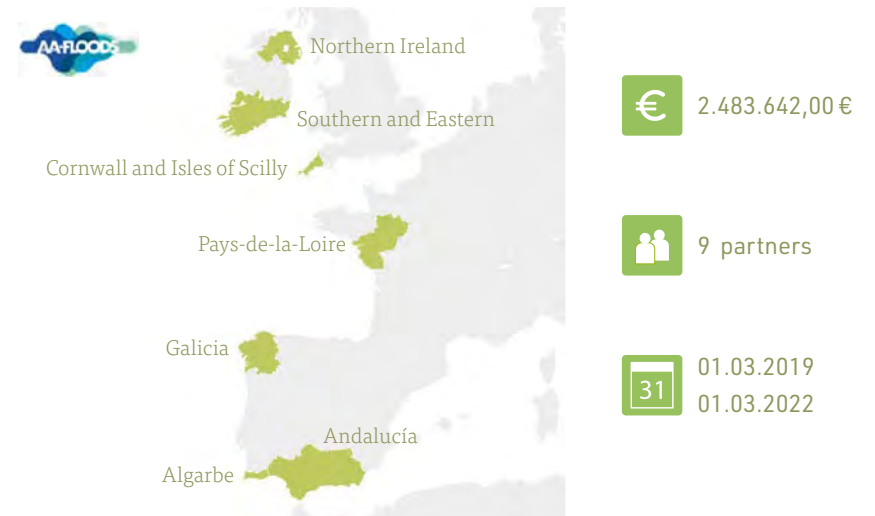 AA-FLOODS
Northern Ireland
Southern and Eastern
Cornwall and Isles of Scilly
Pays-de-la-Loire
Galicia
Andalucía
Algarbe
€
2.483.642,00 €
9 partners
31
01.03.2019
01.03.2022